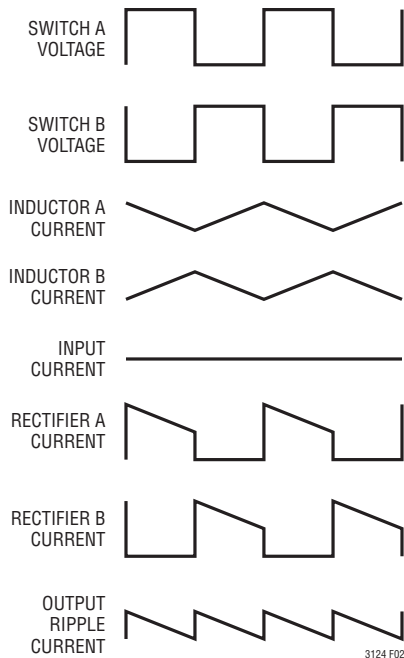 SWITCH A
VOLTAGE
SWITCH B
VOLTAGE
INDUCTOR A
CURRENT
INDUCTOR B
CURRENT
INPUT
CURRENT
RECTIFIER A
CURRENT
RECTIFIER B
CURRENT
OUTPUT
RIPPLE
CURRENT
3124 F02